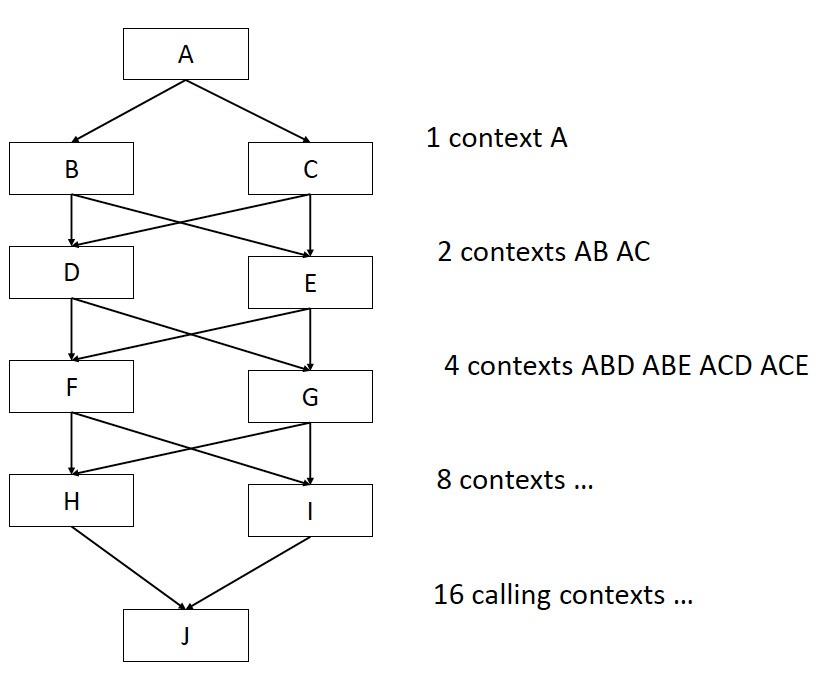 A
1 context A
B
C
2 contexts AB AC
D
E
4 contexts ABD ABE ACD ACE
F
G
8 contexts ...
H
I
16 calling contexts ...
J